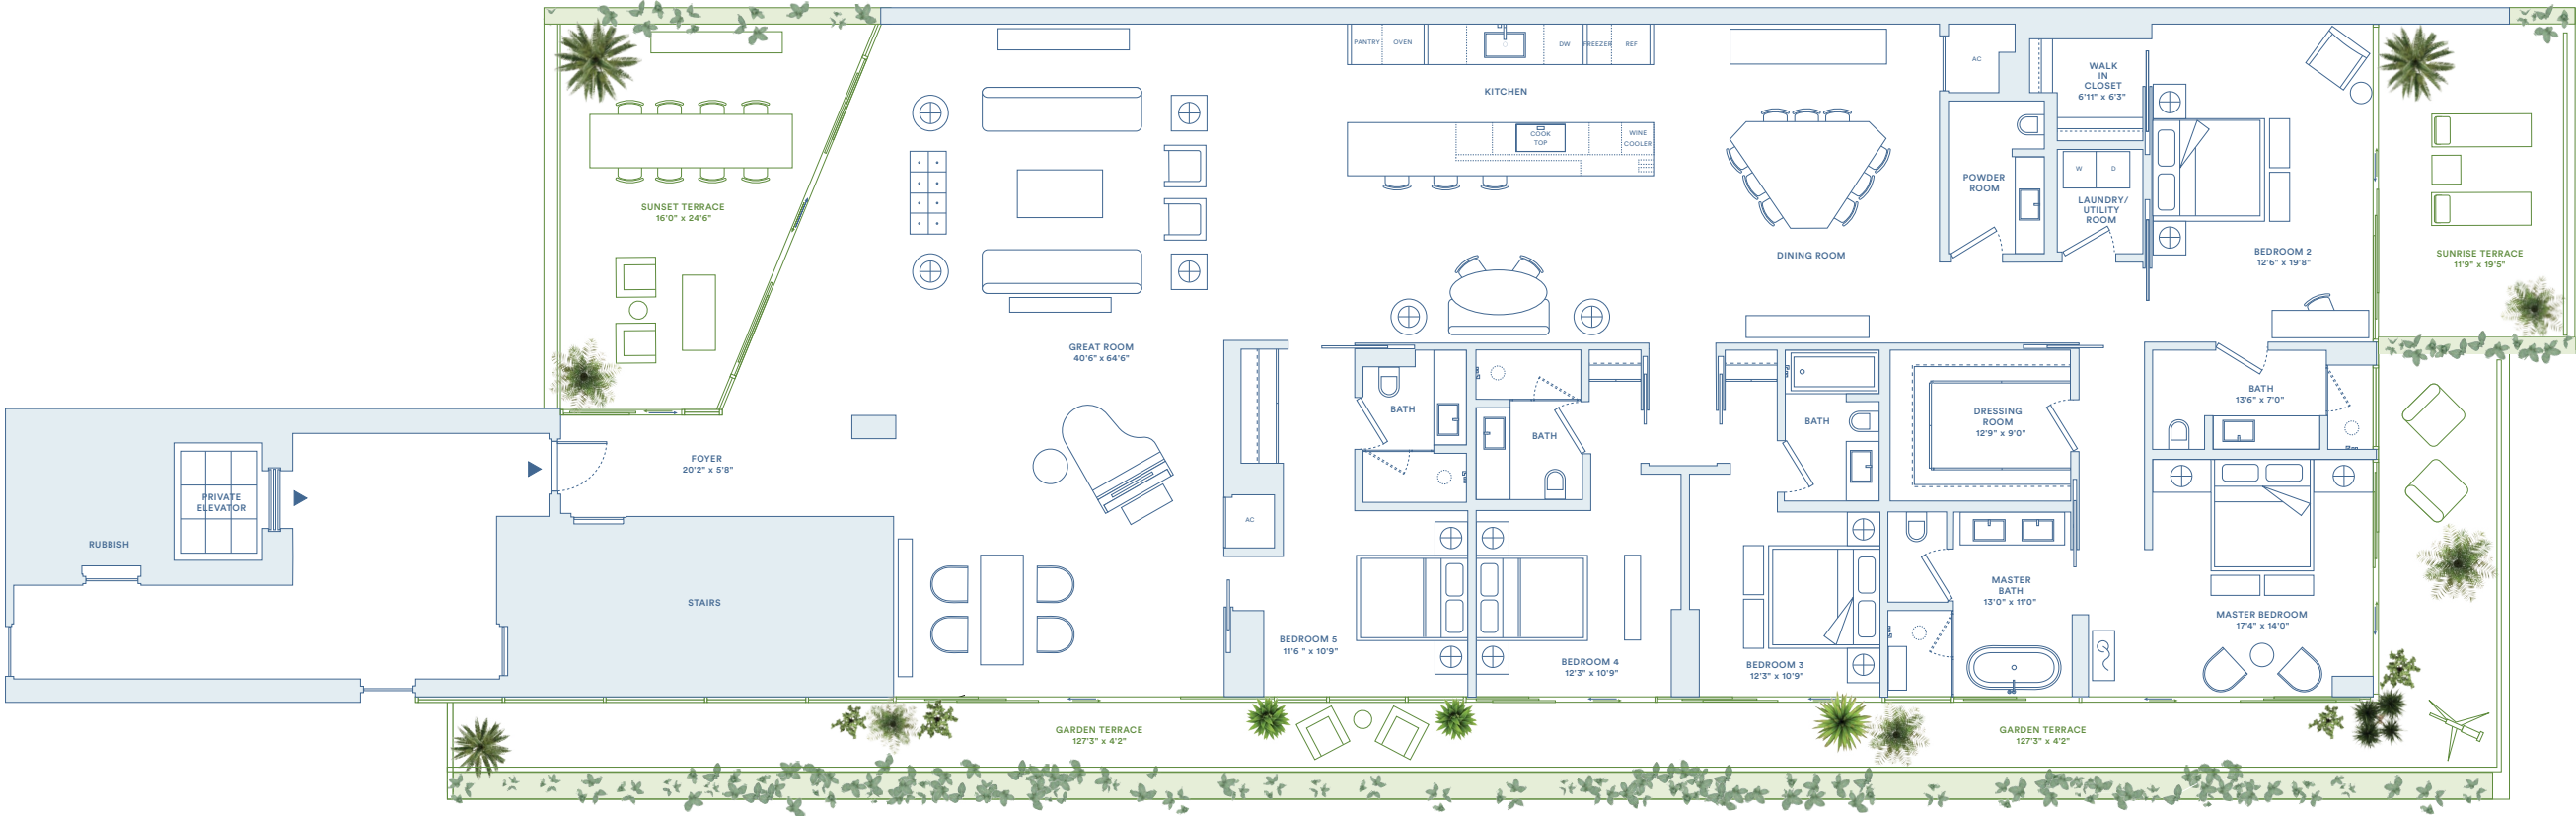 PANTRY
OVEN
DW
FREEZER
REF
KITCHEN
COOK
TOP
WINE
COOLER
AC
WALK
IN
CLOSET
6'11" x 6'3"
POWDER
ROOM
W
D
LAUNDRY/
UTILITY
ROOM
SUNSET TERRACE
16'0" x 24'6"
DINING ROOM
BEDROOM 2
12'6" x 19'8"
SUNRISE TERRACE
11'9" x 19'5"
GREAT ROOM
40'6" x 64'6"
BATH
BATH
BATH
DRESSING
ROOM
12'9" x 9'0"
BATH
13'6" x 7'0"
FOYER
20'2" x 5'8"
PRIVATE
ELEVATOR
RUBBISH
AC
STAIRS
BEDROOM 5
11'6 " x 10'9"
BEDROOM 4
12'3" x 10'9"
BEDROOM 3
12'3" x 10'9"
MASTER
BATH
13'0" x 11'0"
MASTER BEDROOM
17'4" x 14'0"
GARDEN TERRACE
127'3" x 4'2"
GARDEN TERRACE
127'3" x 4'2"